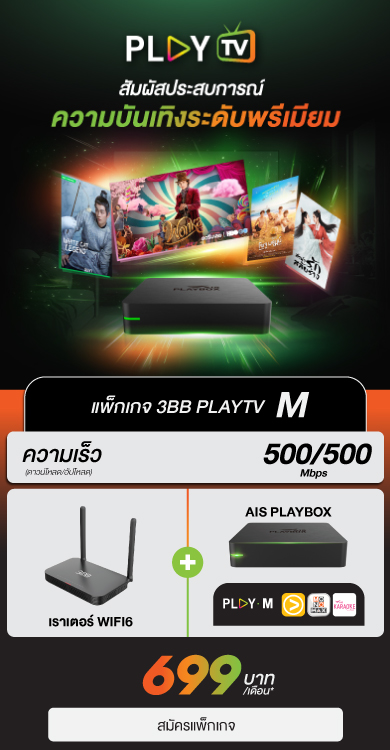 PLAY TV
สัมผัสประสบการณ์
ความบันเทิงระดับพรีเมียม
PLAYBOX
แพ็กเกจ 3BB PLAYTV M
ความเร็ว
(ดาวน์โหลด/อัปโหลด)
500/500
Mbps
AIS PLAYBOX
3BB
PLAY M
MAX
KARAOKE
เราเตอร์ WIFI6
699 บาท
/เดือน*
สมัครแพ็กเกจ